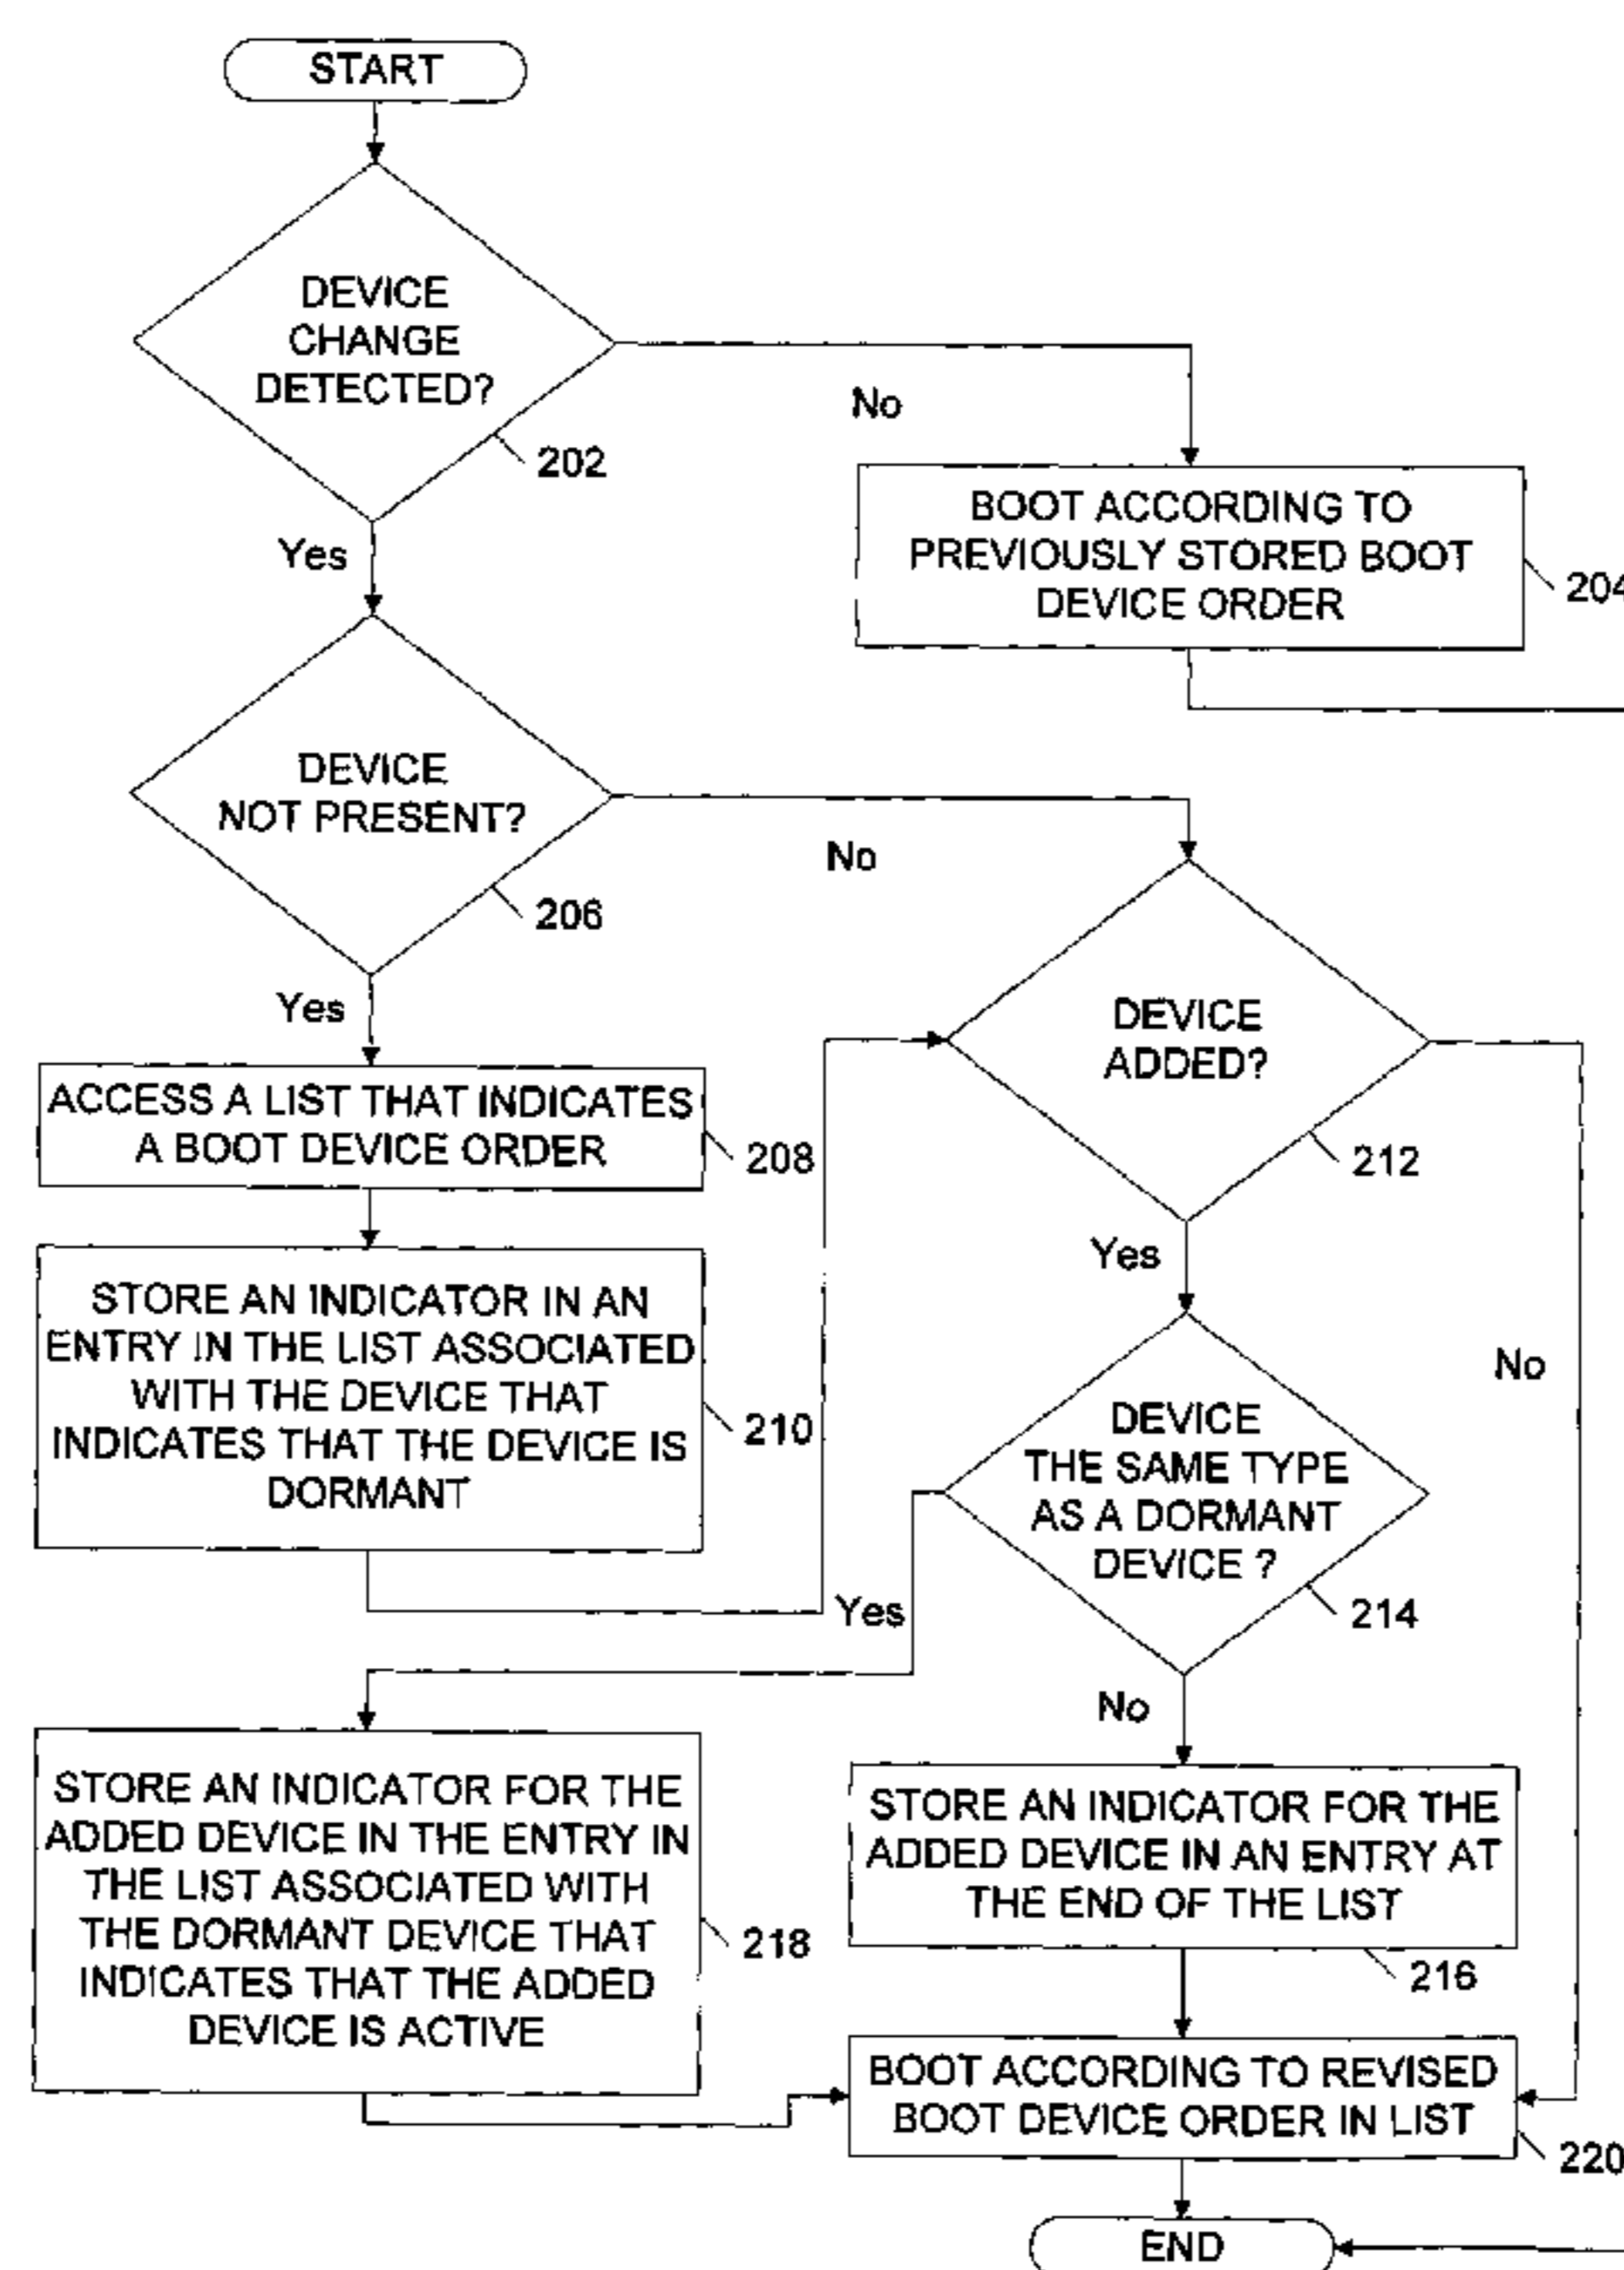 START
DEVICE
CHANGE
DETECTED?
202
No
Yes
BOOT ACCORDING TO
PREVIOUSLY STORED BOOT
DEVICE ORDER
204
DEVICE
NOT PRESENT?
206
No
Yes
ACCESS A LIST THAT INDICATES
A BOOT DEVICE ORDER
208
STORE AN INDICATOR IN AN
ENTRY IN THE LIST ASSOCIATED
WITH THE DEVICE THAT
INDICATES THAT THE DEVICE IS
DORMANT
210
DEVICE
ADDED?
212
Yes
No
DEVICE
THE SAME TYPE
AS A DORMANT
DEVICE ?
214
Yes
No
STORE AN INDICATOR FOR THE
ADDED DEVICE IN THE ENTRY IN
THE LIST ASSOCIATED WITH
THE DORMANT DEVICE THAT
INDICATES THAT THE ADDED
DEVICE IS ACTIVE
218
STORE AN INDICATOR FOR THE
ADDED DEVICE IN AN ENTRY AT
THE END OF THE LIST
216
BOOT ACCORDING TO REVISED
BOOT DEVICE ORDER IN LIST
220
END